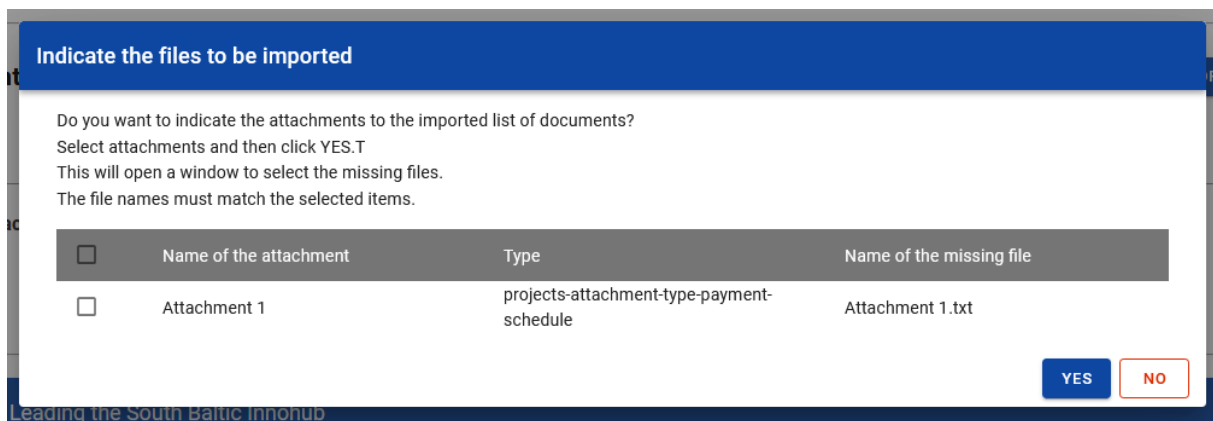 Indicate the files to be imported
Do you want to indicate the attachments to the imported list of documents?
Select attachments and then click YES.T
This will open a window to select the missing files.
The file names must match the selected items.
Name of the attachment Type Name of the missing file
Attachment 1 projects-attachment-type-payment-schedule Attachment 1.txt
YES NO
Leading the South Baltic Innohub